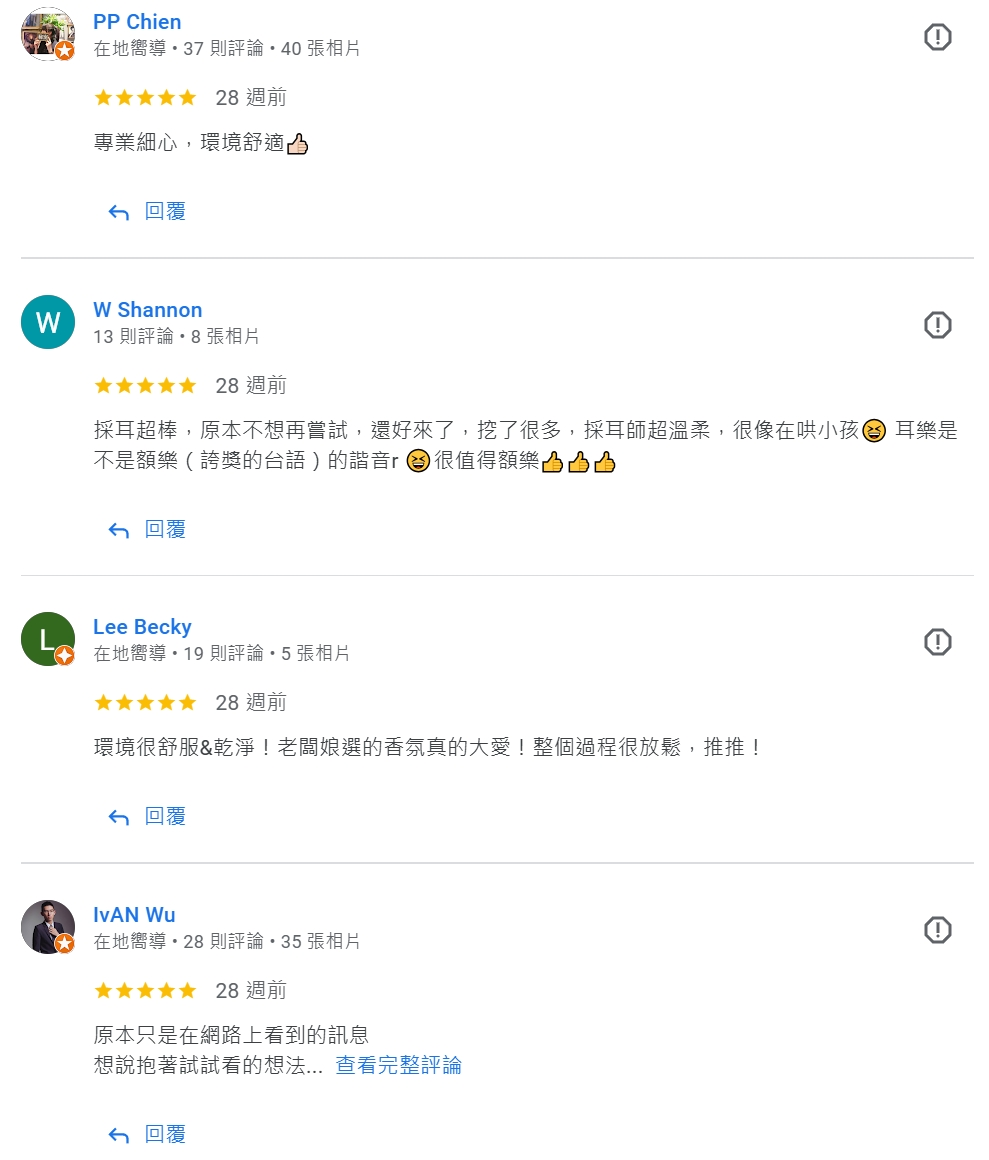 PP Chien
在地嚮導 • 37 則評論 • 40 張相片
28 週前
專業細心，環境舒適👍🏻
回覆
W
W Shannon
13 則評論 • 8 張相片
28 週前
採耳超棒，原本不想再嘗試，還好來了，挖了很多，採耳師超溫柔，很像在哄小孩😆 耳樂是
不是額樂（誇獎的台語）的諧音r 😆很值得額樂👍👍👍
回覆
L
Lee Becky
在地嚮導 • 19 則評論 • 5 張相片
28 週前
環境很舒服&乾淨！老闆娘選的香氛真的大愛！整個過程很放鬆，推推！
回覆
IvAN Wu
在地嚮導 • 28 則評論 • 35 張相片
28 週前
原本只是在網路上看到的訊息
想說抱著試試看的想法... 查看完整評論
回覆